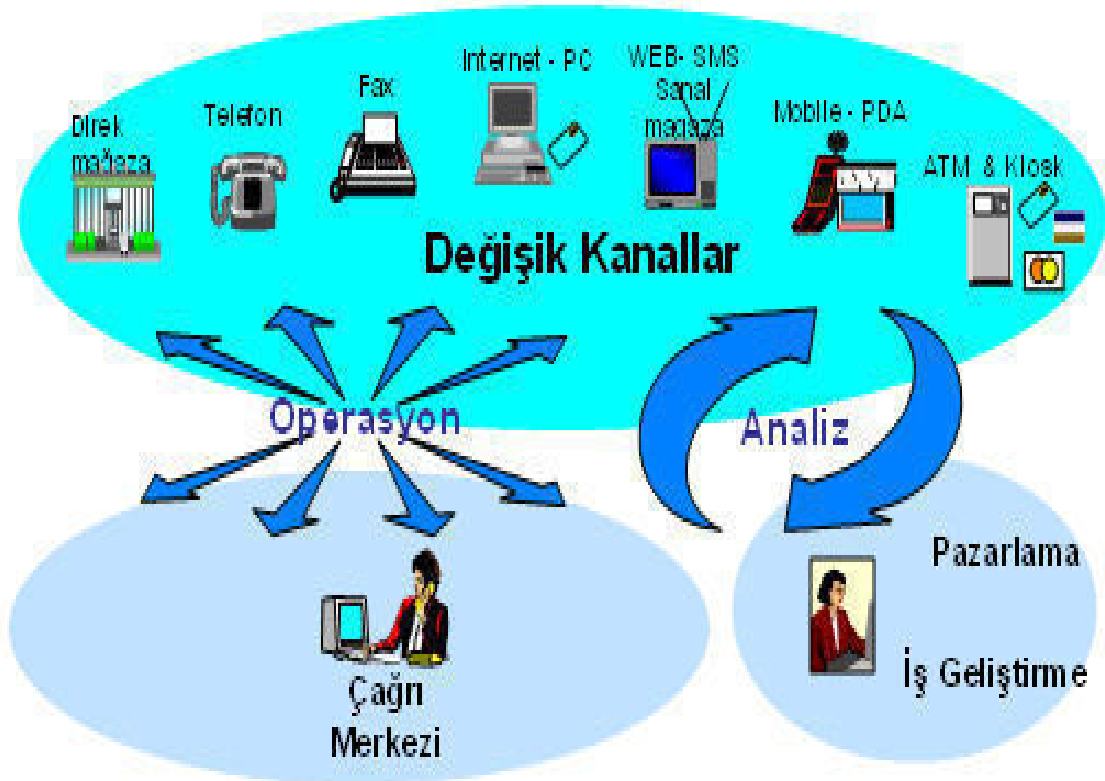 Direk
mağaza
Telefon
Fax
Internet - PC
WEB- SMS
Sanal
mağaza
Mobile - PDA
ATM & Kiosk
Değişik Kanallar
Operasyon
Analiz
Çağrı
Merkezi
Pazarlama
İş Geliştirme